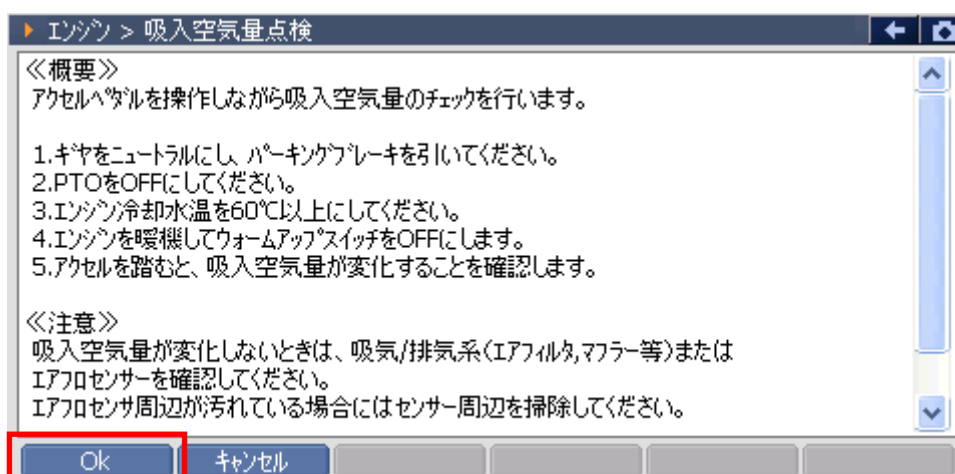 ｴﾝｼﾞﾝ > 吸入空気量点検
≪概要≫
ｱｸｾﾙﾍﾟﾀﾞﾙを操作しながら吸入空気量のﾁｪｯｸを行います。
1.ｷﾞﾔをﾆｭｰﾄﾗﾙにし、ﾊﾟｰｷﾝｸﾞﾌﾞﾚｰｷを引いてください。
2.PTOをOFFにしてください。
3.ｴﾝｼﾞﾝ冷却水温を60℃以上にしてください。
4.ｴﾝｼﾞﾝを暖機してｳｫｰﾑｱｯﾌﾟｽｲｯﾁをOFFにします。
5.ｱｸｾﾙを踏むと、吸入空気量が変化することを確認します。
≪注意≫
吸入空気量が変化しないときは、吸気/排気系(ｴｱﾌｨﾙﾀ,ﾏﾌﾗｰ等)または
ｴｱﾌﾛｾﾝｻｰを確認してください。
ｴｱﾌﾛｾﾝｻ周辺が汚れている場合にはｾﾝｻｰ周辺を掃除してください。
Ok ｷｬﾝｾﾙ